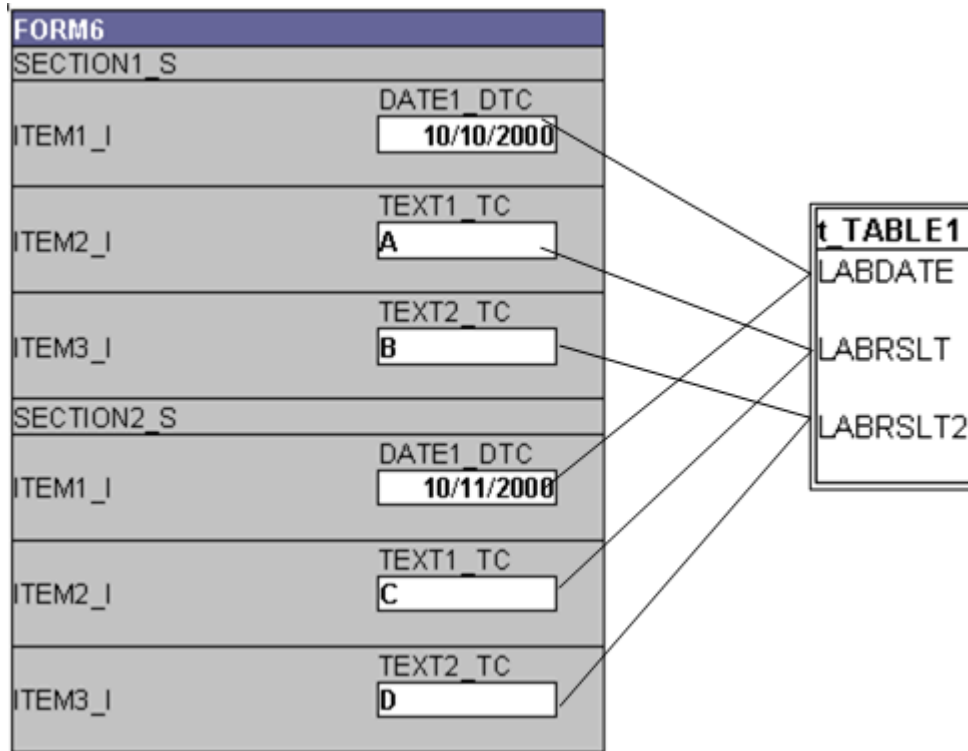 FORM6
SECTION1_S
DATE1_DTC
ITEM1_I
10/10/2000
TEXT1_TC
ITEM2_I
A
TEXT2_TC
ITEM3_I
B
SECTION2_S
DATE1_DTC
ITEM1_I
10/11/2000
TEXT1_TC
ITEM2_I
C
TEXT2_TC
ITEM3_I
D
t_TABLE1
LABDATE
LABRSLT
LABRSLT2